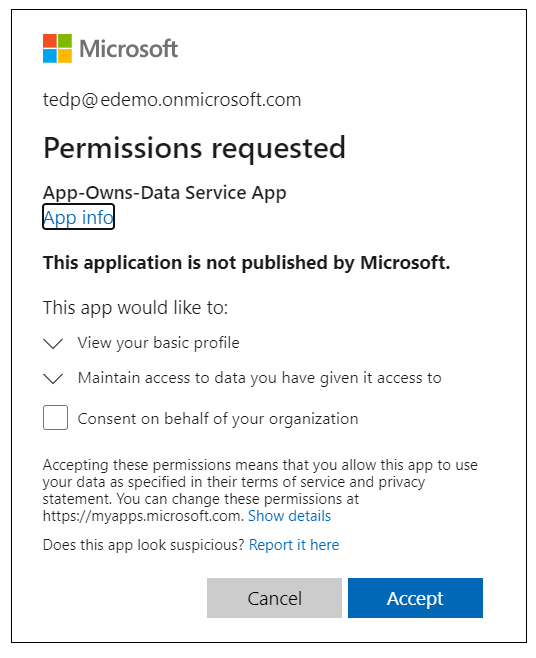 Microsoft
tedp@edemo.onmicrosoft.com
Permissions requested
App-Owns-Data Service App
App info
This application is not published by Microsoft.
This app would like to:
View your basic profile
Maintain access to data you have given it access to
Consent on behalf of your organization
Accepting these permissions means that you allow this app to use
your data as specified in their terms of service and privacy
statement. You can change these permissions at
https://myapps.microsoft.com. Show details
Does this app look suspicious? Report it here
Cancel Accept